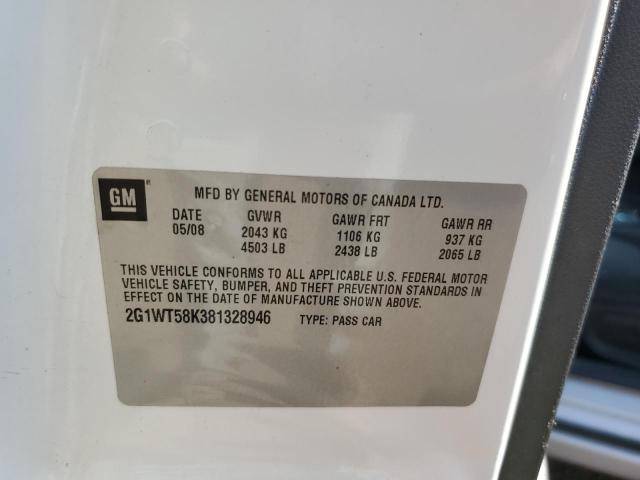 GM
MFD BY GENERAL MOTORS OF CANADA LTD.
DATE GVWR GAWR FRT GAWR RR
05/08 2043 KG 1106 KG 937 KG
4503 LB 2438 LB 2065 LB
THIS VEHICLE CONFORMS TO ALL APPLICABLE U.S. FEDERAL MOTOR
VEHICLE SAFETY, BUMPER, AND THEFT PREVENTION STANDARDS
IN EFFECT ON THE DATE OF MANUFACTURE SHOWN ABOVE.
2G1WT58K381328946 TYPE: PASS CAR